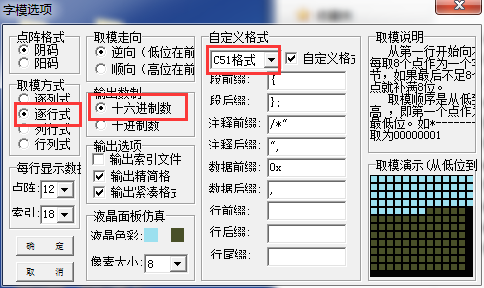 字模选项
点阵格式
阴码
阳码
取模方式
逐列式
逐行式
列行式
行列式
每行显示数据
点阵: 12
索引: 18
确 定
取 消
取模走向
逆向(低位在前
顺向(高位在前
输出数制
十六进制数
十进制数
输出选项
输出索引文件
输出精简格
输出紧凑格式
液晶面板仿真
液晶色彩:
像素大小: 8
自定义格式
C51格式
自定义格式
段前缀: {
段后缀: };
注释前缀: /*"
注释后缀: ",
数据前缀: 0x
数据后缀: ,
行前缀:
行后缀:
行尾缀:
取模说明
从第一行开始向
每取8个点作为一个字
节，如果最后不足8个
点就补满8位。
取模顺序是从低到
高，即第一个点作为
最低位。如*-------
取为00000001
取模演示(从低位到